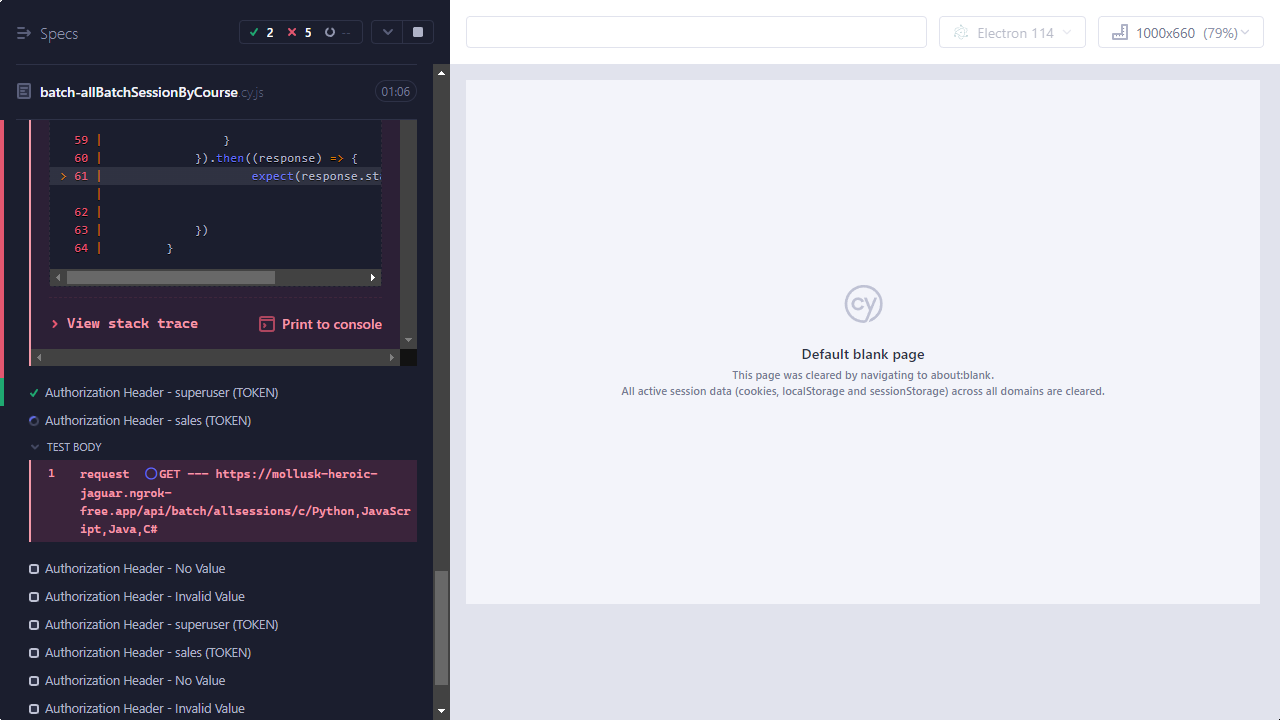 Specs
2
5
--
Electron 114
1000x660 (79%)
batch-allBatchSessionByCourse.cy.js
01:06
59 | }
60 | }).then((response) => {
> 61 | expect(response.sta
|
62 |
63 | })
64 | }
View stack trace
Print to console
Authorization Header - superuser (TOKEN)
Authorization Header - sales (TOKEN)
TEST BODY
1 request GET --- https://mollusk-heroic-
jaguar.ngrok-
free.app/api/batch/allsessions/c/Python,JavaScr
ipt,Java,C#
Authorization Header - No Value
Authorization Header - Invalid Value
Authorization Header - superuser (TOKEN)
Authorization Header - sales (TOKEN)
Authorization Header - No Value
Authorization Header - Invalid Value
cy
Default blank page
This page was cleared by navigating to about:blank.
All active session data (cookies, localStorage and sessionStorage) across all domains are cleared.